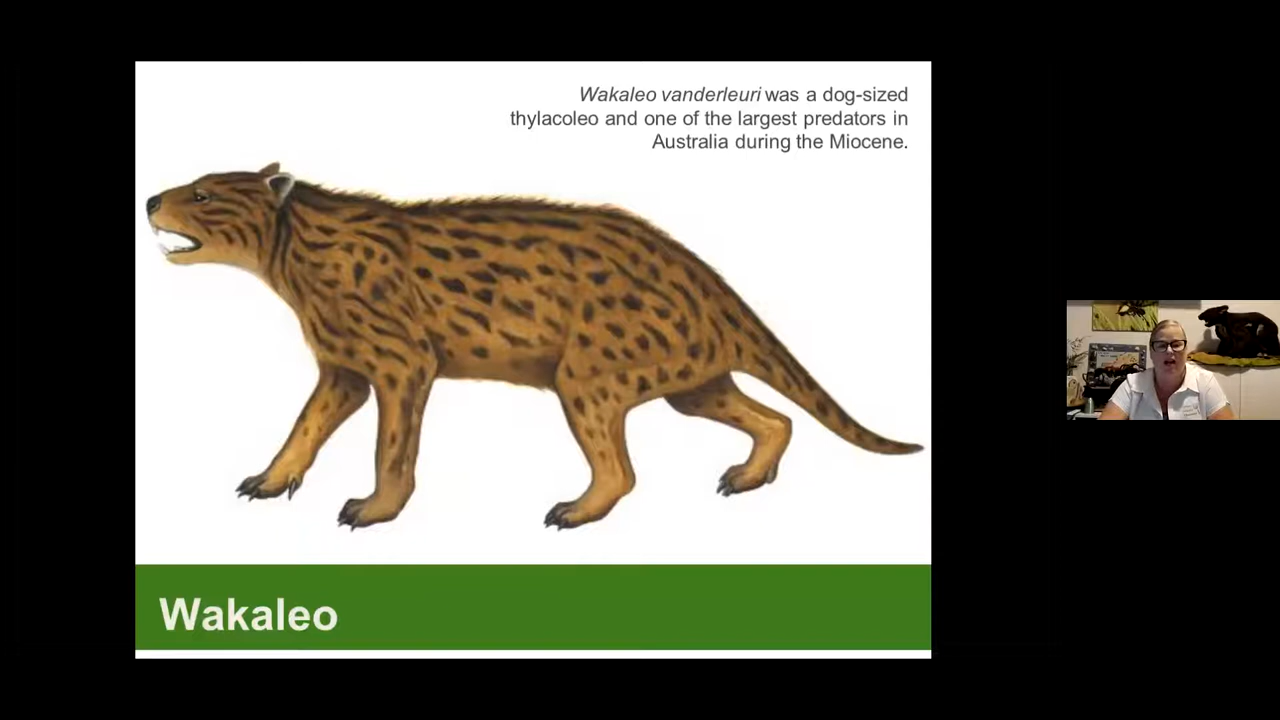 Wakaleo vanderleuri was a dog-sized
thylacoleo and one of the largest predators in
Australia during the Miocene.
Wakaleo